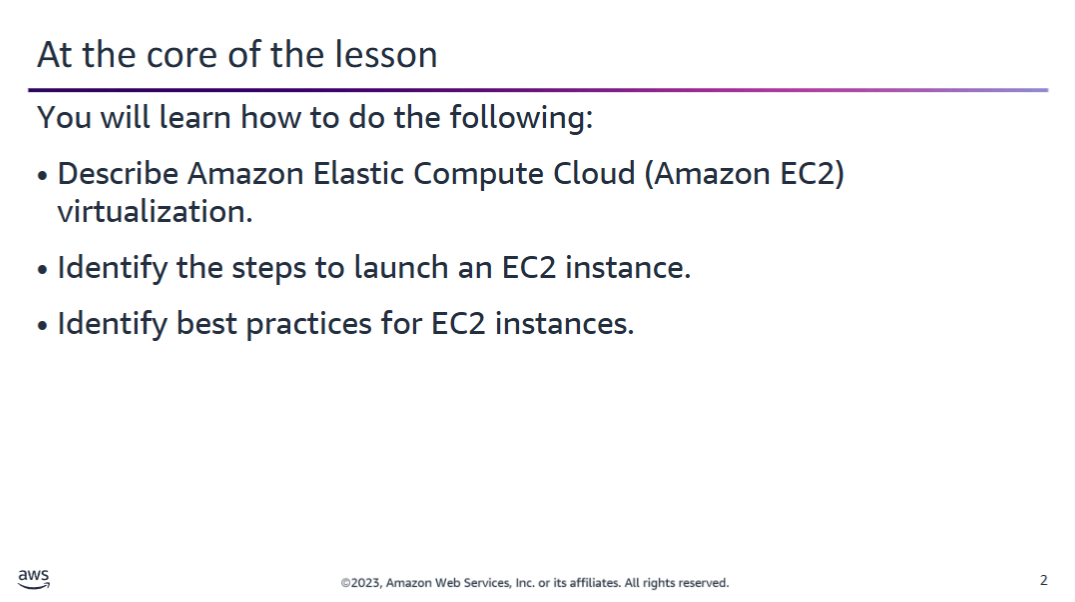 At the core of the lesson
You will learn how to do the following:
• Describe Amazon Elastic Compute Cloud (Amazon EC2)
virtualization.
• Identify the steps to launch an EC2 instance.
• Identify best practices for EC2 instances.
aws
©2023, Amazon Web Services, Inc. or its affiliates. All rights reserved.
2